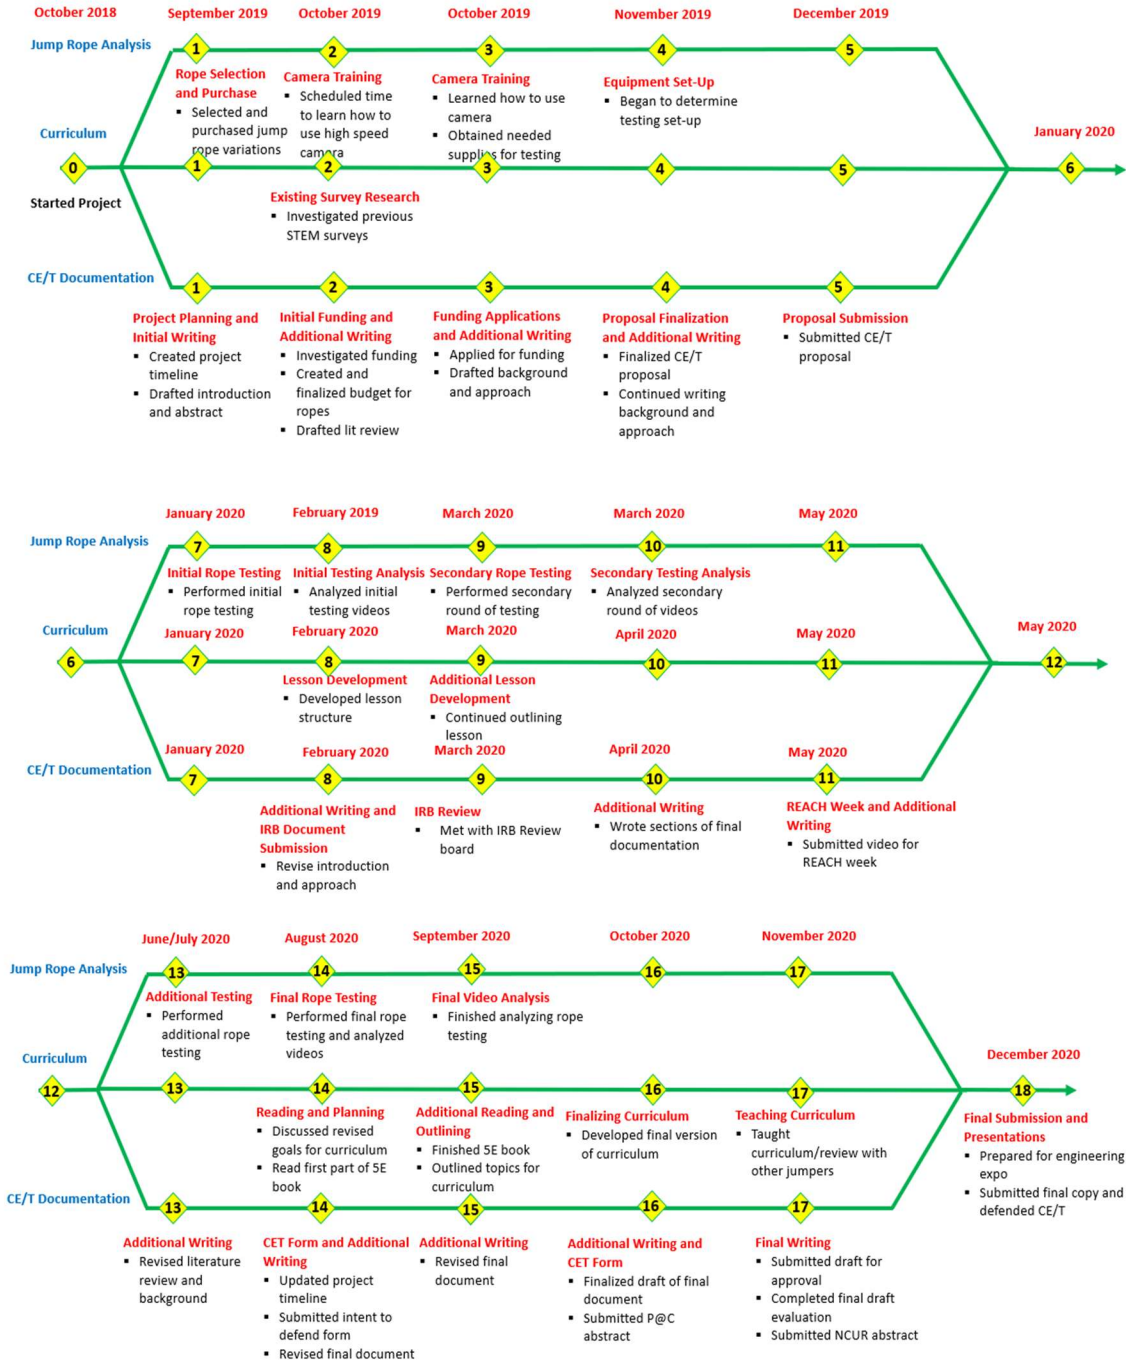 October 2018
September 2019
October 2019
October 2019
November 2019
December 2019
Jump Rope Analysis
1
2
3
4
5
Rope Selection
and Purchase
▪ Selected and
purchased jump
rope variations
Camera Training
▪ Scheduled time
to learn how to
use high speed
camera
Camera Training
▪ Learned how to use
camera
▪ Obtained needed
supplies for testing
Equipment Set-Up
▪ Began to determine
testing set-up
Curriculum
January 2020
0
1
2
3
4
5
6
Started Project
Existing Survey Research
▪ Investigated previous
STEM surveys
CE/T Documentation
1
2
3
4
5
Project Planning and
Initial Writing
▪ Created project
timeline
▪ Drafted introduction
and abstract
Initial Funding and
Additional Writing
▪ Investigated funding
▪ Created and
finalized budget for
ropes
▪ Drafted lit review
Funding Applications
and Additional Writing
▪ Applied for funding
▪ Drafted background
and approach
Proposal Finalization
and Additional Writing
▪ Finalized CE/T
proposal
▪ Continued writing
background and
approach
Proposal Submission
▪ Submitted CE/T
proposal
January 2020
February 2019
March 2020
March 2020
May 2020
Jump Rope Analysis
7
8
9
10
11
Initial Rope Testing
▪ Performed initial
rope testing
Initial Testing Analysis
▪ Analyzed initial
testing videos
Secondary Rope Testing
▪ Performed secondary
round of testing
Secondary Testing Analysis
▪ Analyzed secondary
round of videos
Curriculum
January 2020
February 2020
March 2020
April 2020
May 2020
May 2020
6
7
8
9
10
11
12
Lesson Development
▪ Developed lesson
structure
Additional Lesson
Development
▪ Continued outlining
lesson
January 2020
February 2020
March 2020
April 2020
May 2020
CE/T Documentation
7
8
9
10
11
Additional Writing and
IRB Document
Submission
▪ Revise introduction
and approach
IRB Review
▪ Met with IRB Review
board
Additional Writing
▪ Wrote sections of final
documentation
REACH Week and Additional
Writing
▪ Submitted video for
REACH week
June/July 2020
August 2020
September 2020
October 2020
November 2020
Jump Rope Analysis
13
14
15
16
17
Additional Testing
▪ Performed
additional rope
testing
Final Rope Testing
▪ Performed final rope
testing and analyzed
videos
Final Video Analysis
▪ Finished analyzing rope
testing
Curriculum
December 2020
12
13
14
15
16
17
18
Reading and Planning
▪ Discussed revised
goals for curriculum
▪ Read first part of 5E
book
Additional Reading and
Outlining
▪ Finished 5E book
▪ Outlined topics for
curriculum
Finalizing Curriculum
▪ Developed final version
of curriculum
Teaching Curriculum
▪ Taught
curriculum/review with
other jumpers
Final Submission and
Presentations
▪ Prepared for engineering
expo
▪ Submitted final copy and
defended CE/T
CE/T Documentation
13
14
15
16
17
Additional Writing
▪ Revised literature
review and
background
CET Form and Additional
Writing
▪ Updated project
timeline
▪ Submitted intent to
defend form
▪ Revised final document
Additional Writing
▪ Revised final
document
Additional Writing and
CET Form
▪ Finalized draft of final
document
▪ Submitted P@C
abstract
Final Writing
▪ Submitted draft for
approval
▪ Completed final draft
evaluation
▪ Submitted NCUR abstract